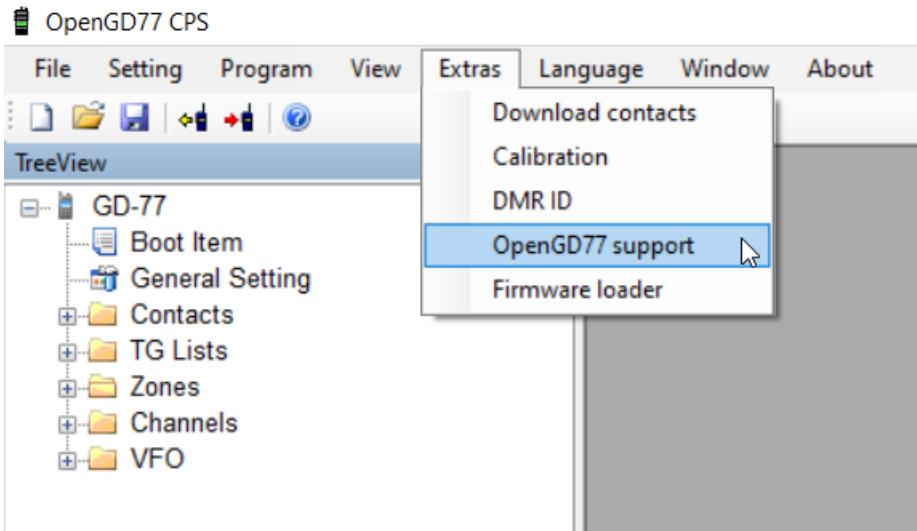 OpenGD77 CPS
File Setting Program View Extras Language Window About
Download contacts
Calibration
DMR ID
OpenGD77 support
Firmware loader
TreeView
GD-77
Boot Item
General Setting
Contacts
TG Lists
Zones
Channels
VFO